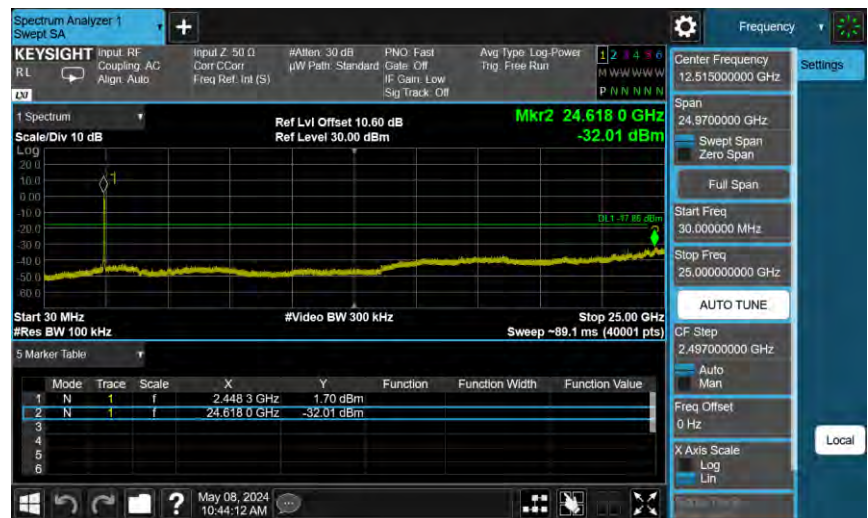 Spectrum Analyzer 1
Swept SA
+
Frequency
KEYSIGHT
RL
LXI
Input: RF
Coupling: AC
Align: Auto
Input Z: 50 Ω
Corr CCorr
Freq Ref: Int (S)
#Atten: 30 dB
µW Path: Standard
PNO: Fast
Gate: Off
IF Gain: Low
Sig Track: Off
Avg Type: Log-Power
Trig: Free Run
1 2 3 4 5 6
M W W W W W
P N N N N N
1 Spectrum
Scale/Div 10 dB
Log
Ref Lvl Offset 10.60 dB
Ref Level 30.00 dBm
Mkr2 24.618 0 GHz
-32.01 dBm
20.0
10.0
0.00
-10.0
-20.0
-30.0
-40.0
-50.0
-60.0
1
DL1 -17.85 dBm
2
Start 30 MHz
#Res BW 100 kHz
#Video BW 300 kHz
Stop 25.00 GHz
Sweep ~89.1 ms (40001 pts)
5 Marker Table
Mode Trace Scale X Y Function Function Width Function Value
1 N 1 f 2.448 3 GHz 1.70 dBm
2 N 1 f 24.618 0 GHz -32.01 dBm
3
4
5
6
May 08, 2024
10:44:12 AM
?
Center Frequency
12.515000000 GHz
Settings
Span
24.9700000 GHz
Swept Span
Zero Span
Full Span
Start Freq
30.000000 MHz
Stop Freq
25.000000000 GHz
AUTO TUNE
CF Step
2.497000000 GHz
Auto
Man
Freq Offset
0 Hz
X Axis Scale
Log
Lin
Local